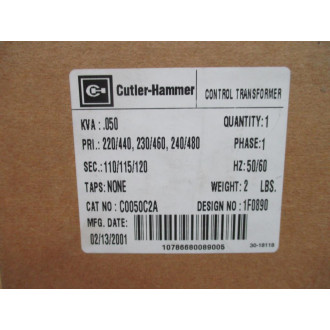 Cutler-Hammer CONTROL TRANSFORMER
KVA: .050 QUANTITY: 1
PRI.: 220/440, 230/460, 240/480 PHASE: 1
SEC.: 110/115/120 HZ: 50/60
TAPS: NONE WEIGHT: 2 LBS.
CAT NO: C0050C2A DESIGN NO: 1F0890
MFG. DATE:
02/13/2001
10786680089005